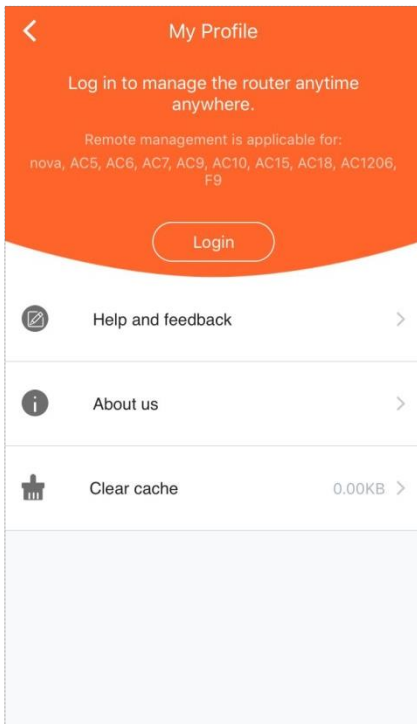 My Profile
Log in to manage the router anytime
anywhere.
Remote management is applicable for:
nova, AC5, AC6, AC7, AC9, AC10, AC15, AC18, AC1206,
F9
Login
Help and feedback
About us
Clear cache 0.00KB